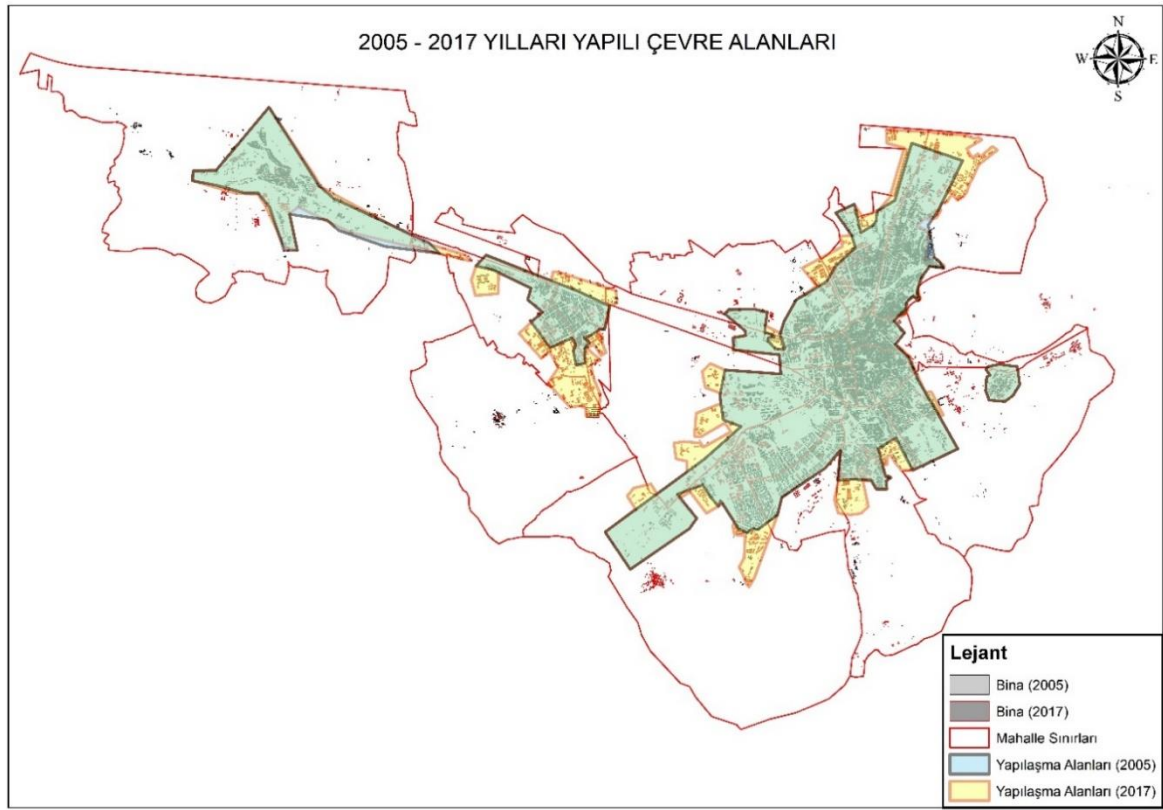 2005 - 2017 YILLARI YAPILI ÇEVRE ALANLARI
N
W E
S
Lejant
Bina (2005)
Bina (2017)
Mahalle Sınırları
Yapılaşma Alanları (2005)
Yapılaşma Alanları (2017)